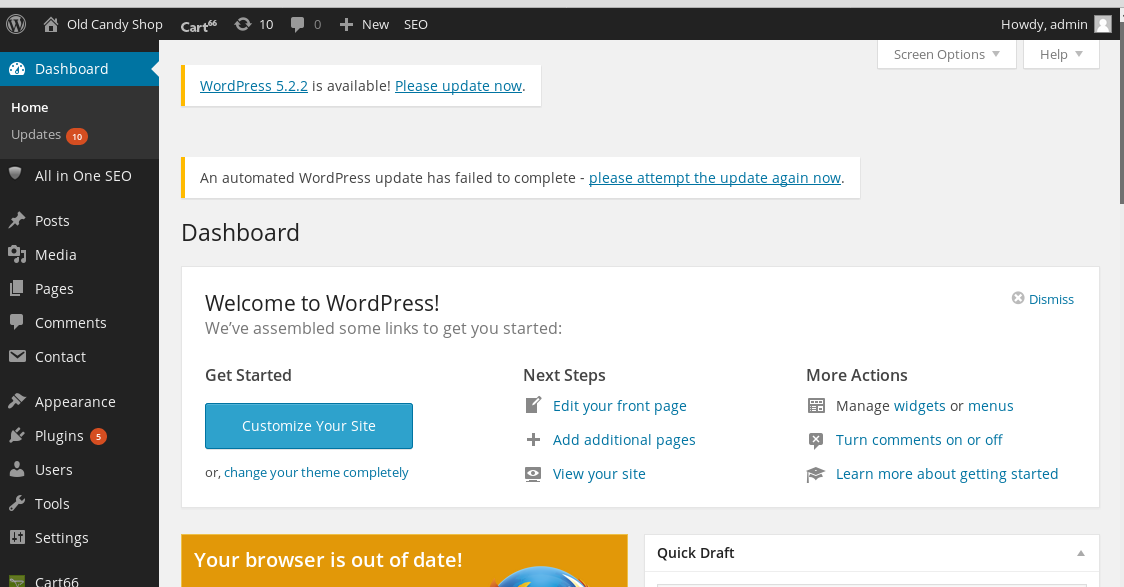 Old Candy Shop Cart66 10 0 New SEO Howdy, admin
Screen Options Help
Dashboard
Home
Updates 10
All in One SEO
Posts
Media
Pages
Comments
Contact
Appearance
Plugins 5
Users
Tools
Settings
Cart66
WordPress 5.2.2 is available! Please update now.
An automated WordPress update has failed to complete - please attempt the update again now.
Dashboard
Welcome to WordPress!
Dismiss
We've assembled some links to get you started:
Get Started
Customize Your Site
or, change your theme completely
Next Steps
Edit your front page
Add additional pages
View your site
More Actions
Manage widgets or menus
Turn comments on or off
Learn more about getting started
Your browser is out of date!
Quick Draft